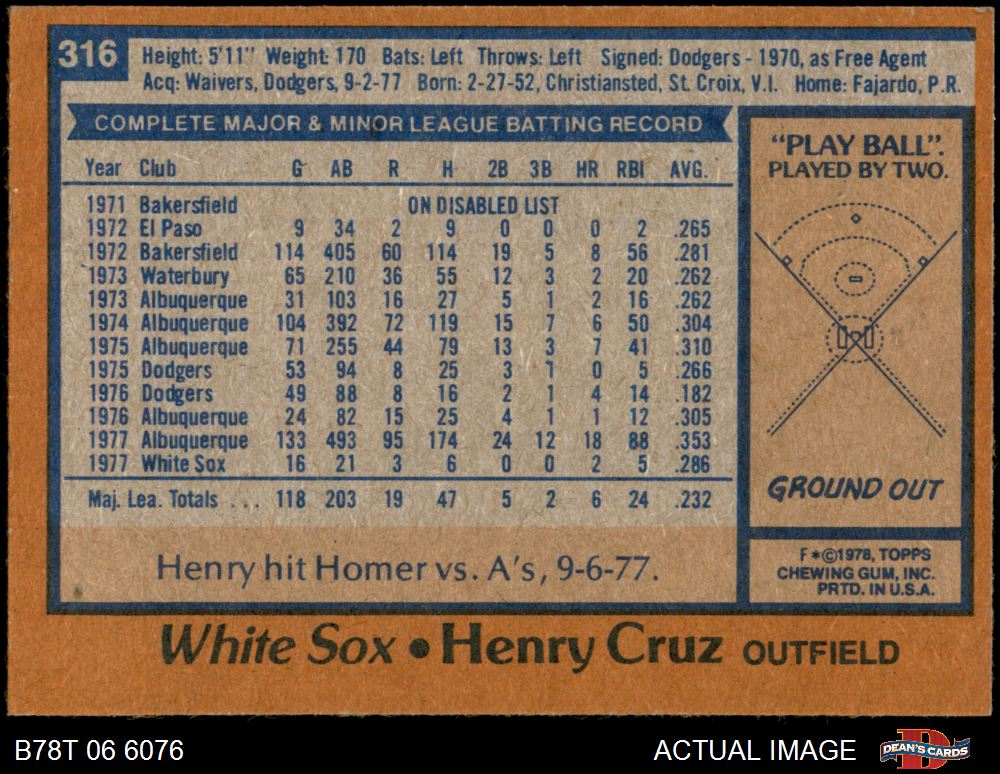 316
Height: 5'11" Weight: 170 Bats: Left Throws: Left Signed: Dodgers - 1970, as Free Agent
Acq: Waivers, Dodgers, 9-2-77 Born: 2-27-52, Christiansted, St. Croix, V.I. Home: Fajardo, P.R.
COMPLETE MAJOR & MINOR LEAGUE BATTING RECORD
Year Club G AB R H 2B 3B HR RBI AVG.
1971 Bakersfield ON DISABLED LIST
1972 El Paso 9 34 2 9 0 0 0 2 .265
1972 Bakersfield 114 405 60 114 19 5 8 56 .281
1973 Waterbury 65 210 36 55 12 3 2 20 .262
1973 Albuquerque 31 103 16 27 5 1 2 16 .262
1974 Albuquerque 104 392 72 119 15 7 6 50 .304
1975 Albuquerque 71 255 44 79 13 3 7 41 .310
1975 Dodgers 53 94 8 25 3 1 0 5 .266
1976 Dodgers 49 88 8 16 2 1 4 14 .182
1976 Albuquerque 24 82 15 25 4 1 1 12 .305
1977 Albuquerque 133 493 95 174 24 12 18 88 .353
1977 White Sox 16 21 3 6 0 0 2 5 .286
Maj. Lea. Totals . . . 118 203 19 47 5 2 6 24 .232
Henry hit Homer vs. A's, 9-6-77.
"PLAY BALL".
PLAYED BY TWO.
GROUND OUT
F*©1978, TOPPS
CHEWING GUM, INC.
PRTD. IN U.S.A.
White Sox • Henry Cruz OUTFIELD
B78T 06 6076
ACTUAL IMAGE
DEAN'S CARDS